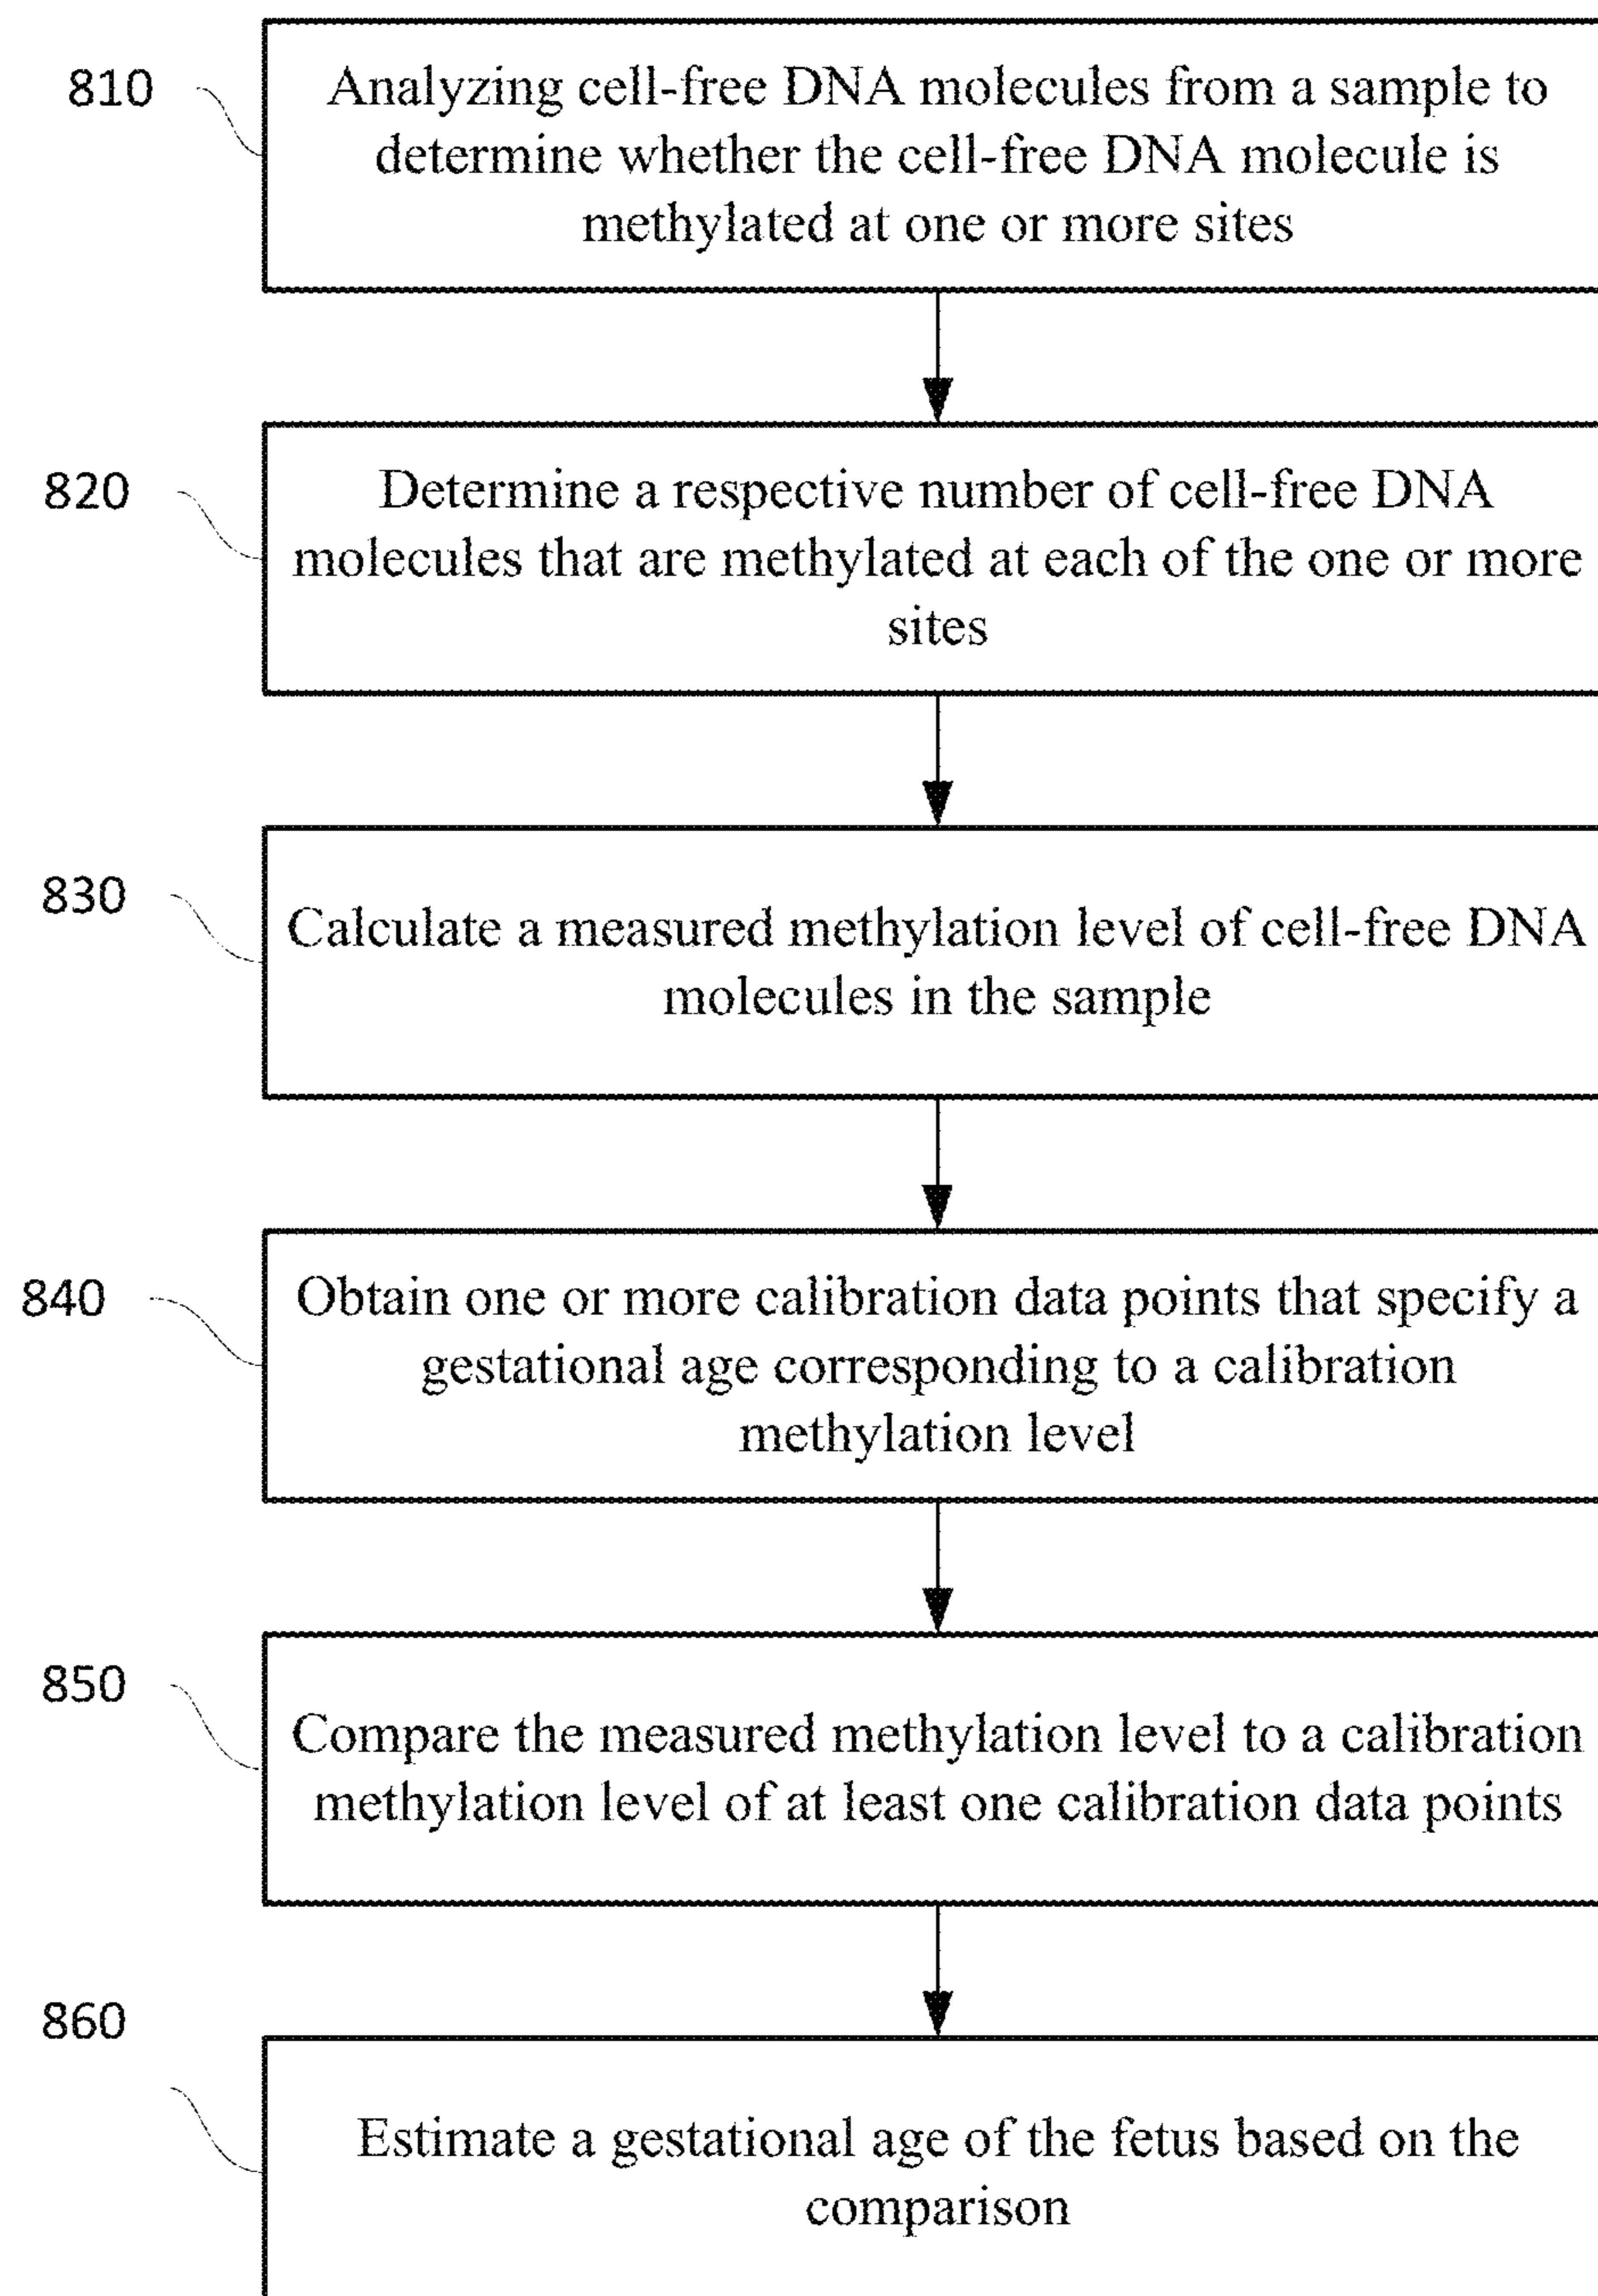 810
Analyzing cell-free DNA molecules from a sample to
determine whether the cell-free DNA molecule is
methylated at one or more sites
820
Determine a respective number of cell-free DNA
molecules that are methylated at each of the one or more
sites
830
Calculate a measured methylation level of cell-free DNA
molecules in the sample
840
Obtain one or more calibration data points that specify a
gestational age corresponding to a calibration
methylation level
850
Compare the measured methylation level to a calibration
methylation level of at least one calibration data points
860
Estimate a gestational age of the fetus based on the
comparison